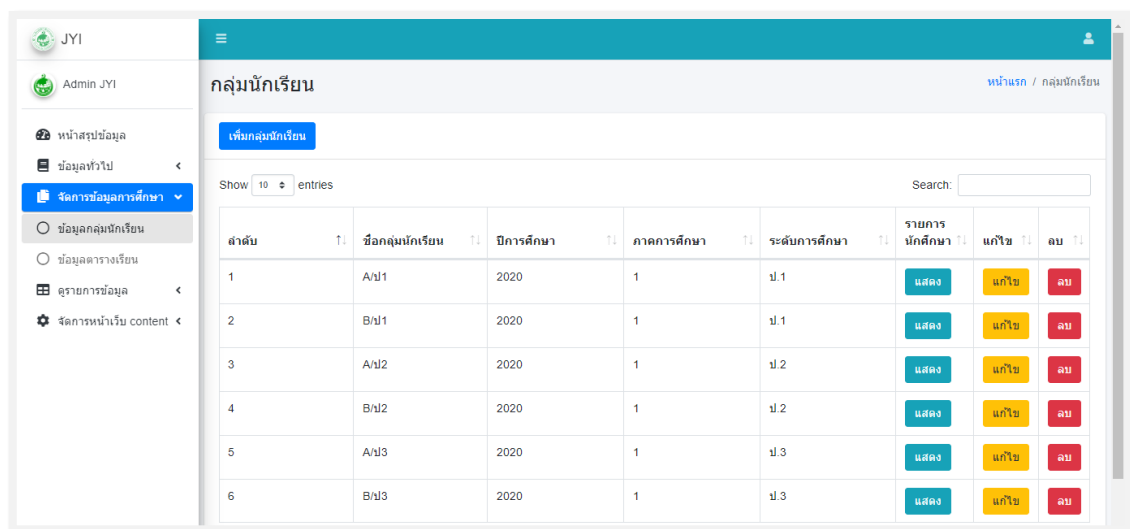 JYI
Admin JYI
หน้าสรุปข้อมูล
ข้อมูลทั่วไป
จัดการข้อมูลการศึกษา
ข้อมูลกลุ่มนักเรียน
ข้อมูลตารางเรียน
ดูรายการข้อมูล
จัดการหน้าเว็บ content
กลุ่มนักเรียน
หน้าแรก / กลุ่มนักเรียน
เพิ่มกลุ่มนักเรียน
Show 10 entries
Search:
ลำดับ ชื่อกลุ่มนักเรียน ปีการศึกษา ภาคการศึกษา ระดับการศึกษา รายการนักศึกษา แก้ไข ลบ
1 A/ป1 2020 1 ป.1 แสดง แก้ไข ลบ
2 B/ป1 2020 1 ป.1 แสดง แก้ไข ลบ
3 A/ป2 2020 1 ป.2 แสดง แก้ไข ลบ
4 B/ป2 2020 1 ป.2 แสดง แก้ไข ลบ
5 A/ป3 2020 1 ป.3 แสดง แก้ไข ลบ
6 B/ป3 2020 1 ป.3 แสดง แก้ไข ลบ